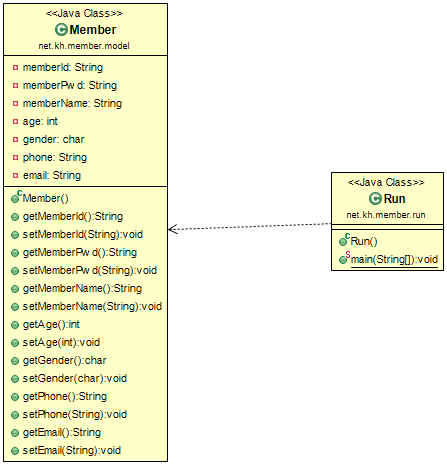 <<Java Class>>
Member
net.kh.member.model
memberId: String
memberPwd: String
memberName: String
age: int
gender: char
phone: String
email: String
Member()
getMemberId():String
setMemberId(String):void
getMemberPwd():String
setMemberPwd(String):void
getMemberName():String
setMemberName(String):void
getAge():int
setAge(int):void
getGender():char
setGender(char):void
getPhone():String
setPhone(String):void
getEmail():String
setEmail(String):void
<<Java Class>>
Run
net.kh.member.run
Run()
main(String[]):void